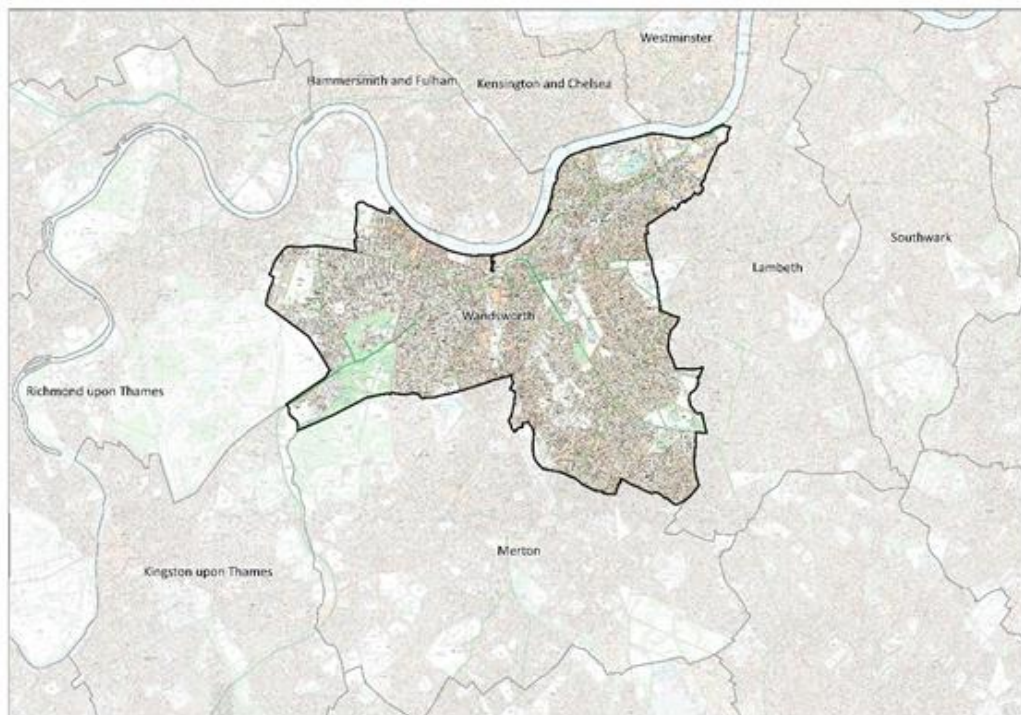 Westminster
Hammersmith and Fulham
Kensington and Chelsea
Southwark
Lambeth
Wandsworth
Richmond upon Thames
Merton
Kingston upon Thames